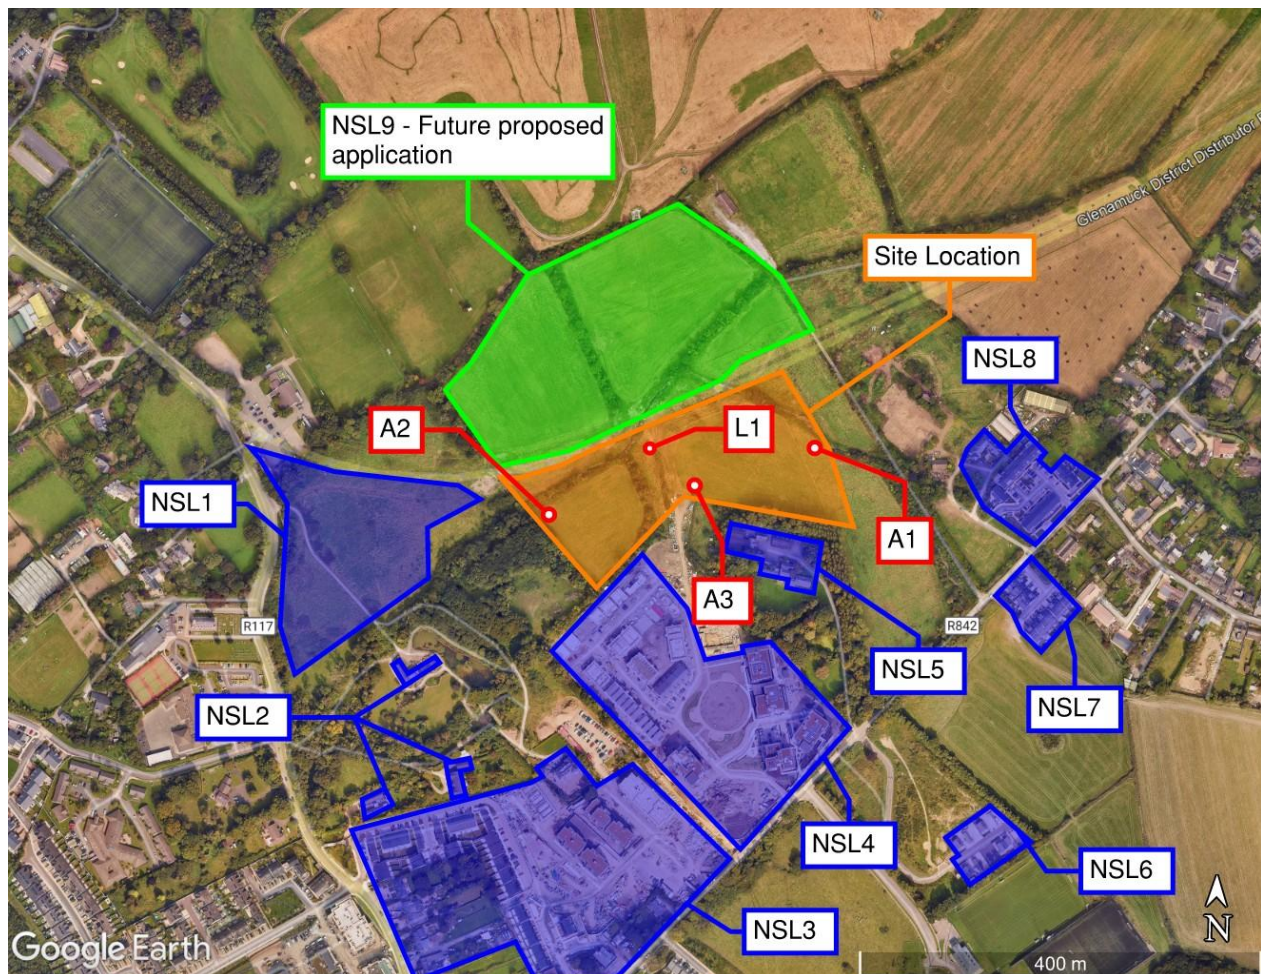 NSL9 - Future proposed
application
Glenamuck District Distributor R
Site Location
NSL8
A2
L1
NSL1
A1
A3
R117
R842
NSL5
NSL2
NSL7
NSL4
NSL6
NSL3
N
Google Earth
400 m